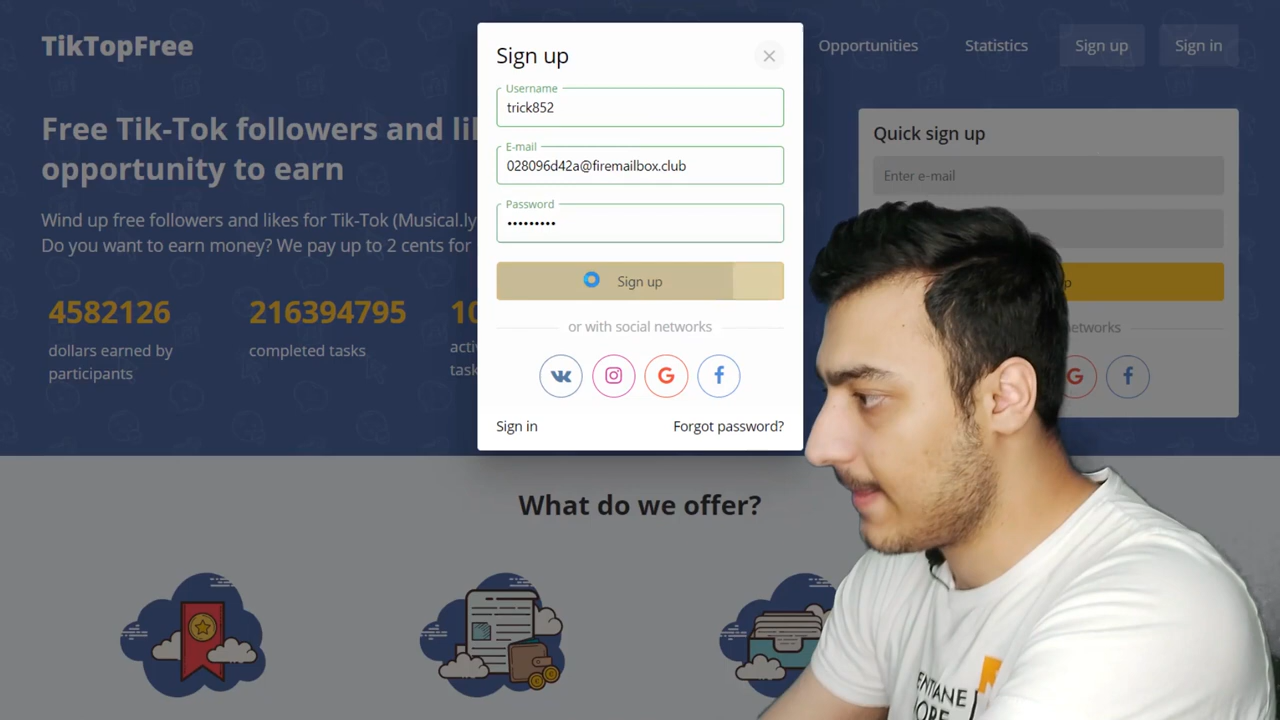 TikTopFree
Opportunities
Statistics
Sign up
Sign in
Free Tik-Tok followers and
opportunity to earn
Wind up free followers and likes for Tik-Tok (Musical.ly
Do you want to earn money? We pay up to 2 cents for
4582126
dollars earned by
participants
216394795
completed tasks
Sign up
Username
trick852
E-mail
028096d42a@firemailbox.club
Password
•••••••••
Sign up
or with social networks
Sign in
Forgot password?
Quick sign up
Enter e-mail
What do we offer?